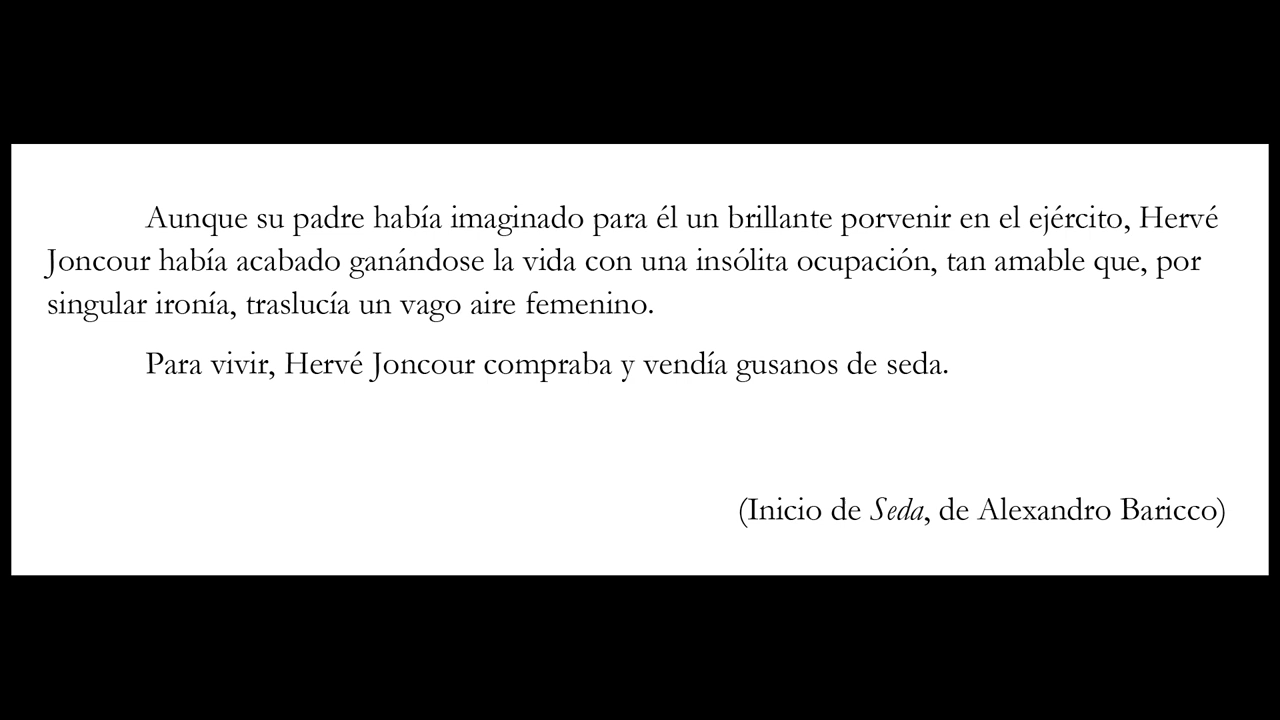 Aunque su padre había imaginado para él un brillante porvenir en el ejército, Hervé
Joncour había acabado ganándose la vida con una insólita ocupación, tan amable que, por
singular ironía, traslucía un vago aire femenino.
Para vivir, Hervé Joncour compraba y vendía gusanos de seda.
(Inicio de Seda, de Alexandro Baricco)